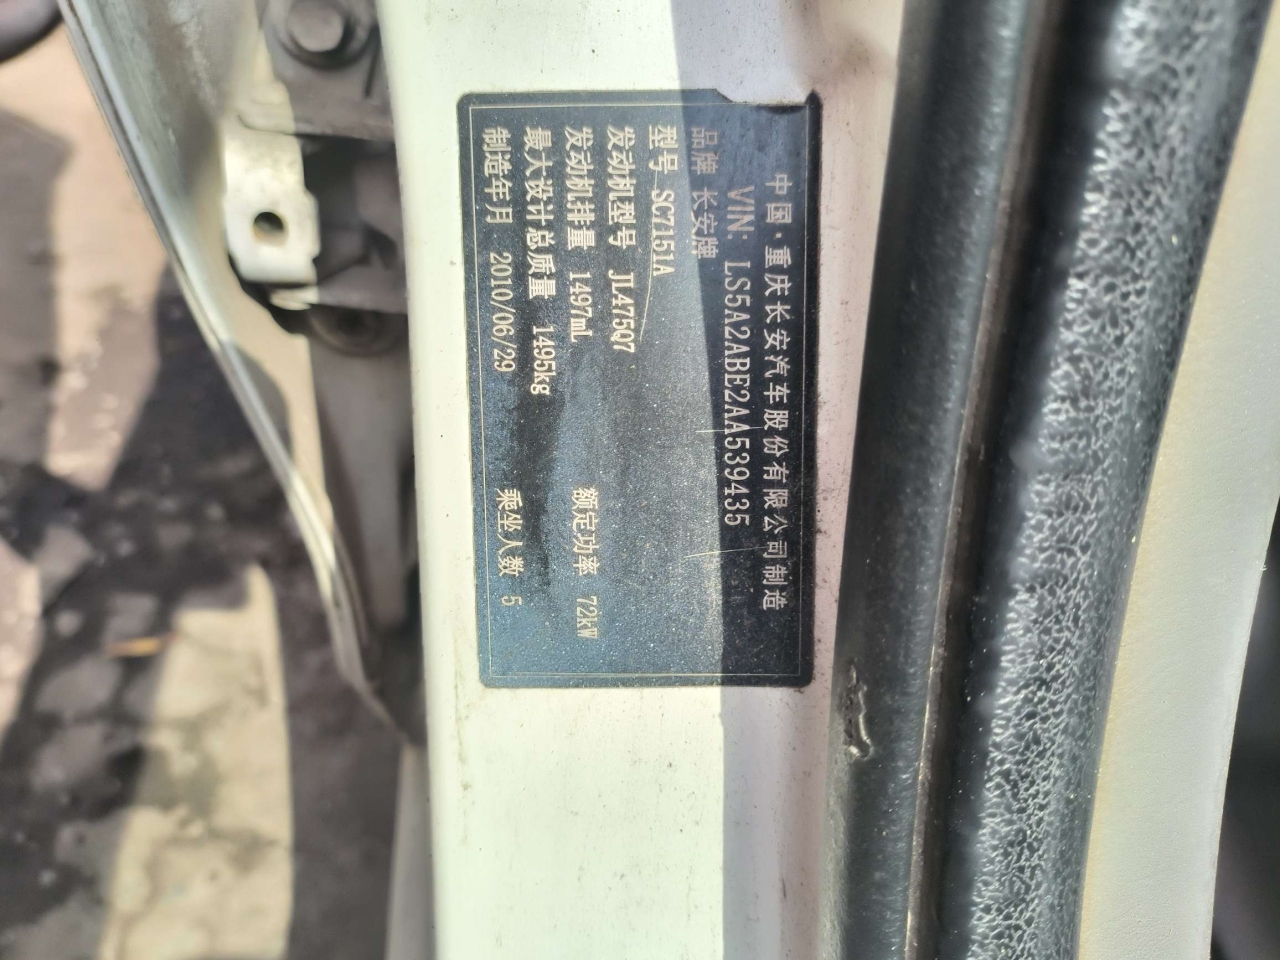 中国·重庆长安汽车股份有限公司制造
VIN: LS5A2ABE2AA539435
品牌 长安牌
型号 SC7151A
发动机型号 JL475Q7
发动机排量 1497mL 额定功率 72kW
最大设计总质量 1495kg
制造年月 2010/06/29 乘坐人数 5